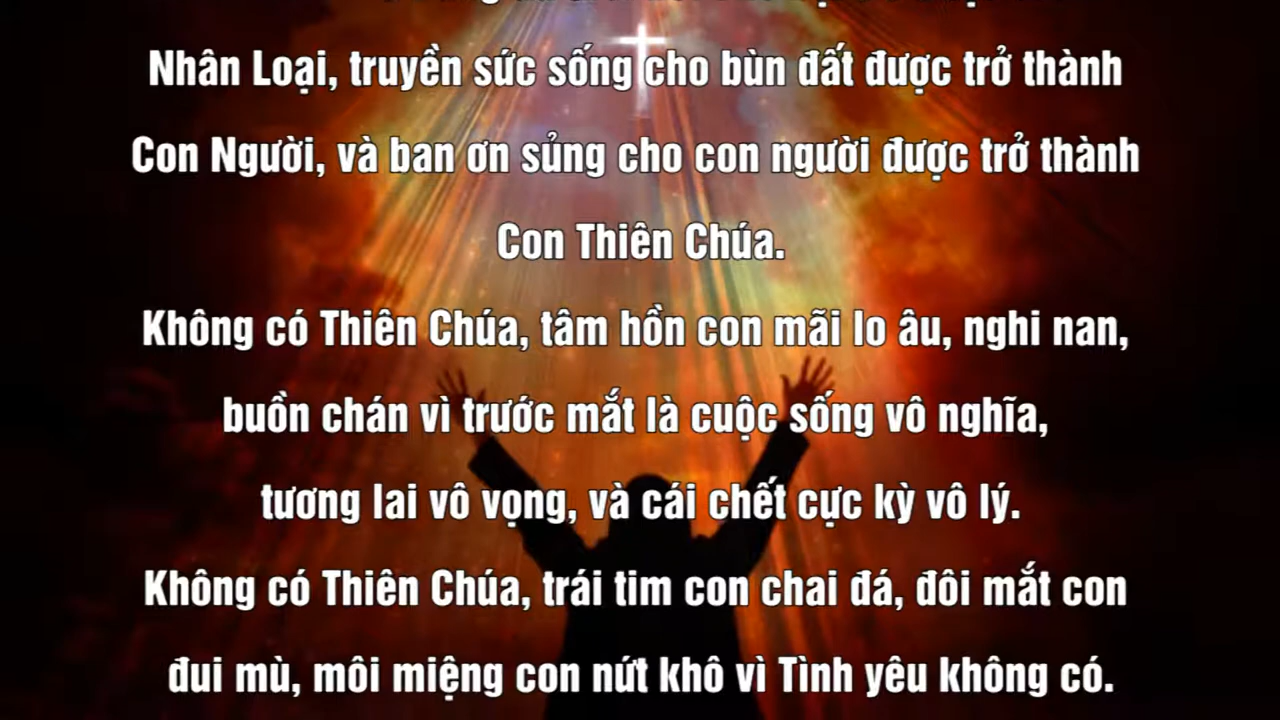 Nhân Loại, truyền sức sống cho bùn đất được trở thành
Con Người, và ban ơn sủng cho con người được trở thành
Con Thiên Chúa.
Không có Thiên Chúa, tâm hồn con mãi lo âu, nghi nan,
buồn chán vì trước mắt là cuộc sống vô nghĩa,
tương lai vô vọng, và cái chết cực kỳ vô lý.
Không có Thiên Chúa, trái tim con chai đá, đôi mắt con
đui mù, môi miệng con nứt khô vì Tình yêu không có.